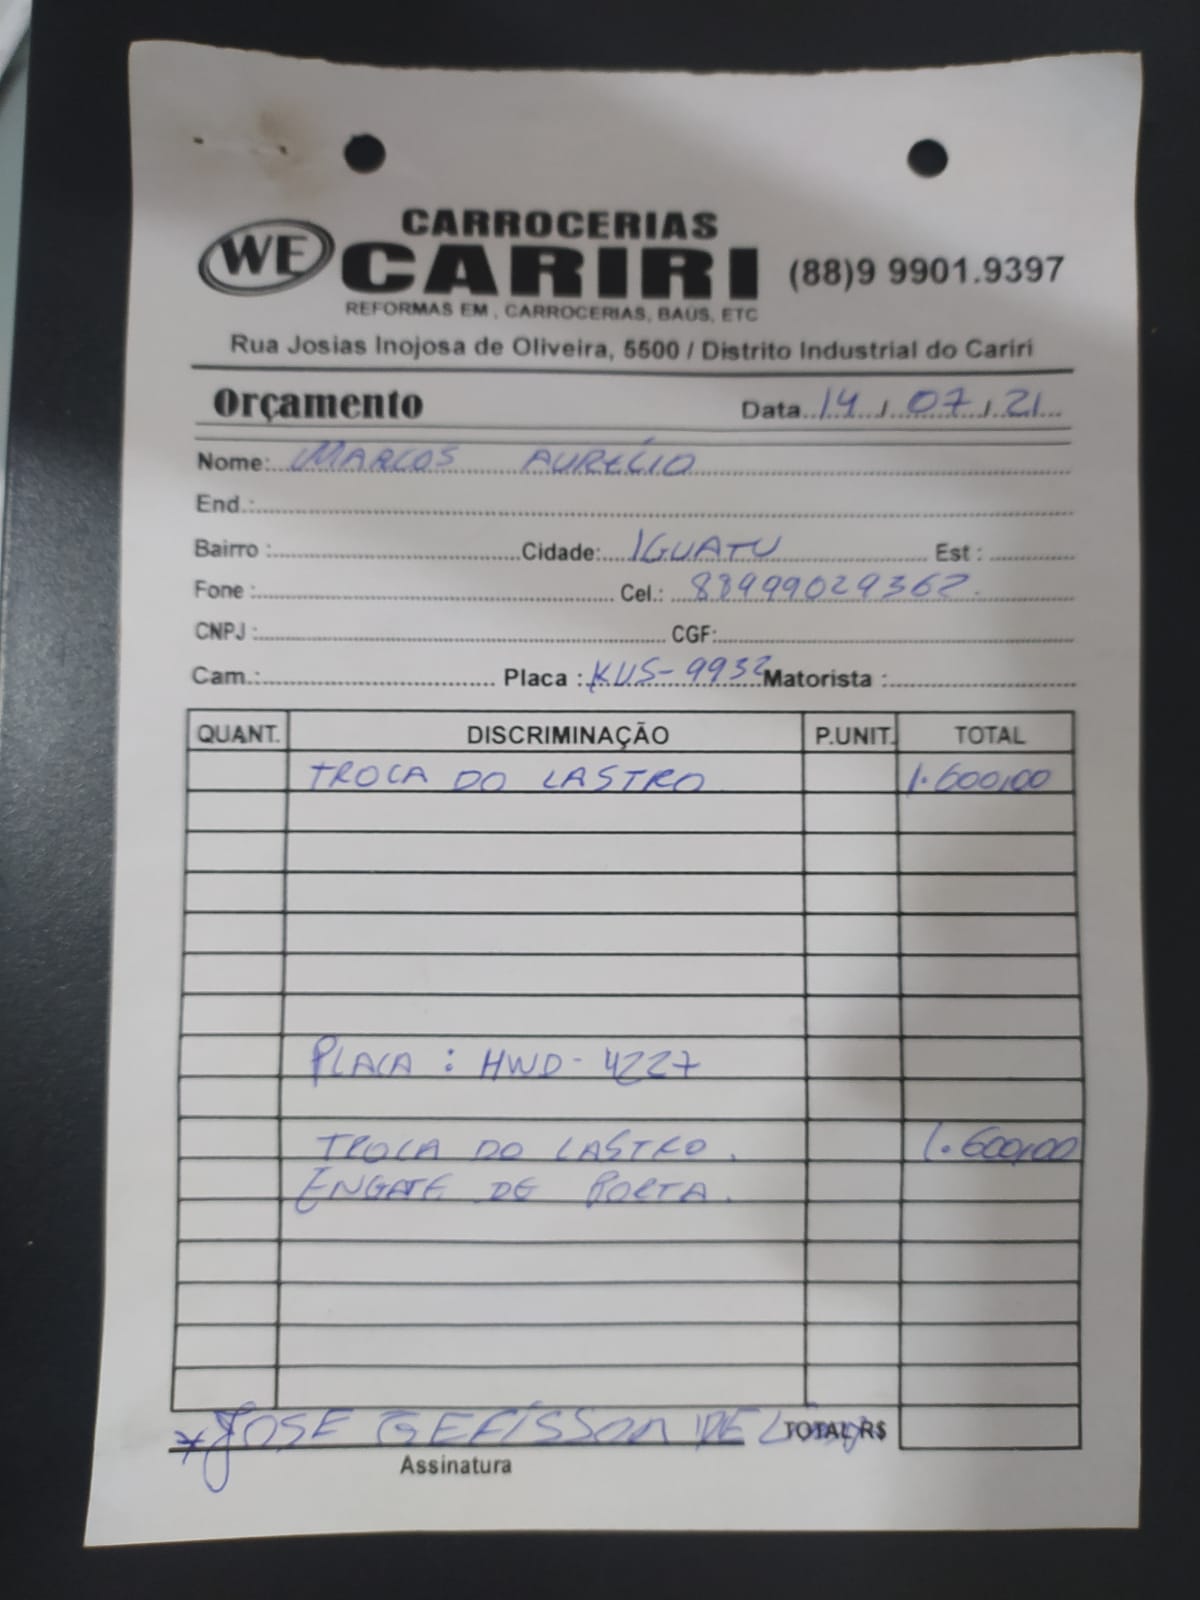 WE CARROCERIAS
CARIRI (88)9 9901.9397
REFORMAS EM , CARROCERIAS, BAÚS, ETC
Rua Josias Inojosa de Oliveira, 5500 / Distrito Industrial do Cariri
Orçamento Data 14 / 07 / 21
Nome: MARCOS AURÉLIO
End.:
Bairro : Cidade: IGUATU Est :
Fone : Cel.: 88999029362
CNPJ : CGF:
Cam.: Placa : KUS-9932 Matorista :
QUANT. DISCRIMINAÇÃO P.UNIT. TOTAL
TROCA DO LASTRO 1.600,00
PLACA : HWD-4227
TROCA DO LASTRO. 1.600,00
ENGATE DE PORTA.
JOSE DE TOTAL R$
Assinatura